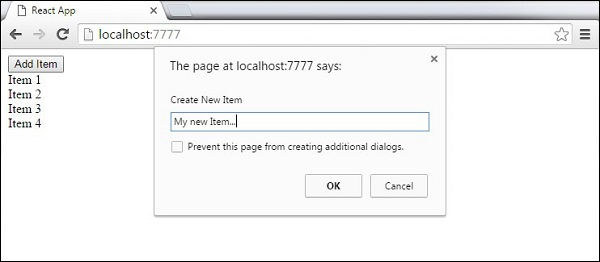 React App
localhost:7777
Add Item
Item 1
Item 2
Item 3
Item 4
The page at localhost:7777 says:
Create New Item
My new Item...
Prevent this page from creating additional dialogs.
OK
Cancel